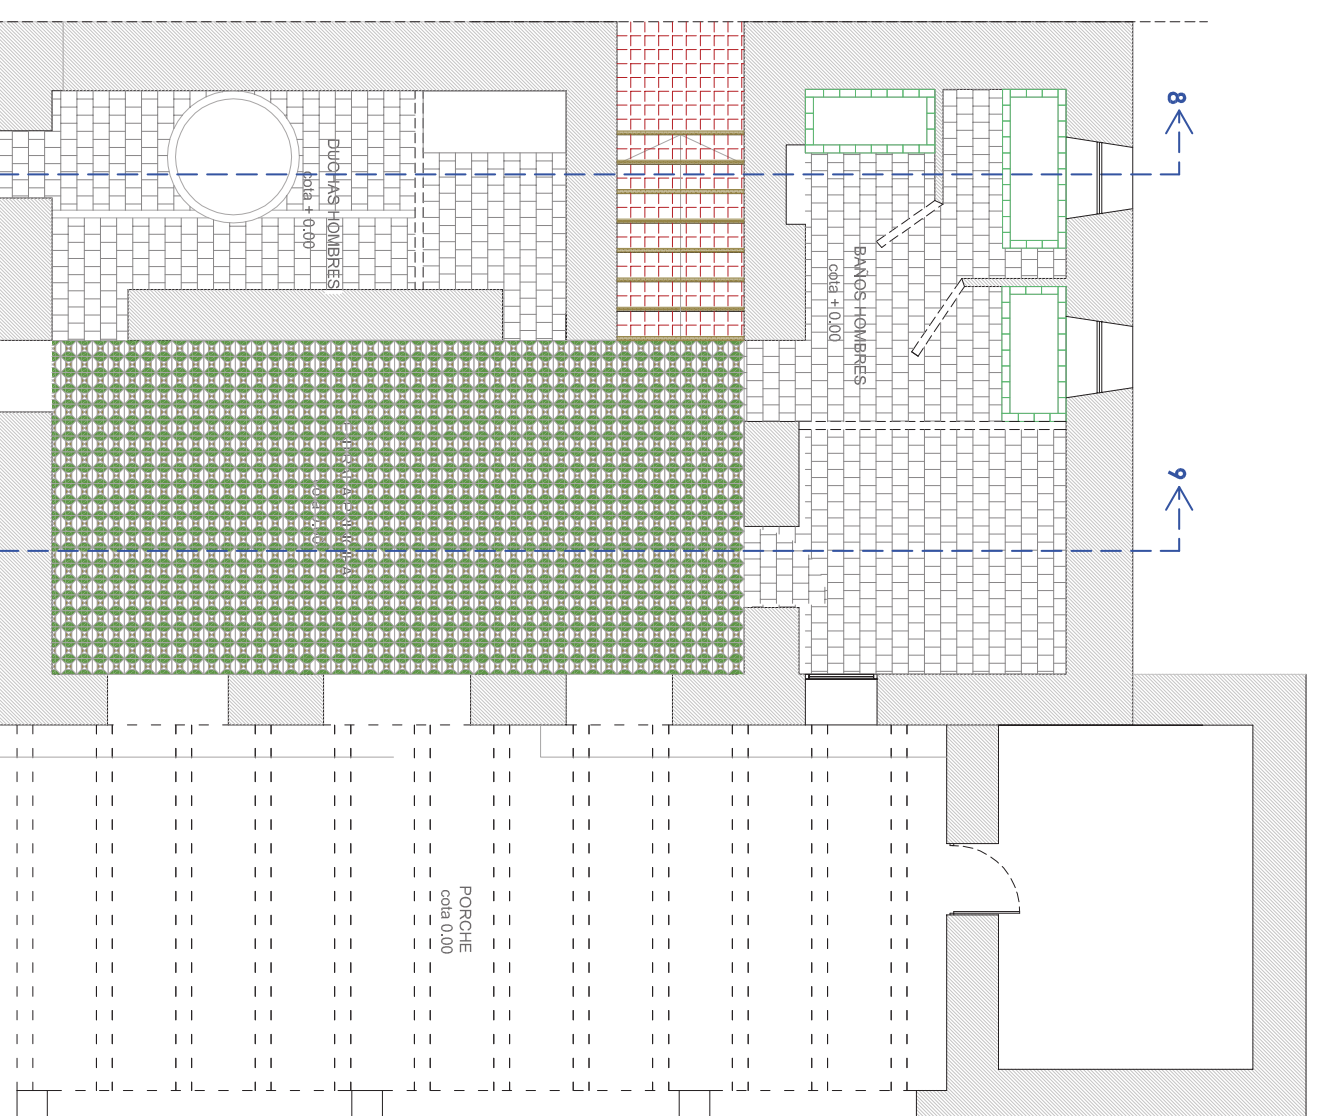 8
DUCHAS HOMBRES
cota + 0.00
BAÑOS HOMBRES
cota + 0.00
9
PORCHE
cota 0.00